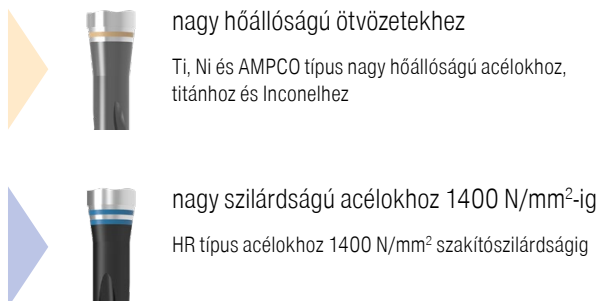 nagy hőállóságú ötvözetekhez
Ti, Ni és AMPCO típus nagy hőállóságú acélokhoz,
titánhoz és Inconelhez
nagy szilárdságú acélokhoz 1400 N/mm²-ig
HR típus acélokhoz 1400 N/mm² szakítószilárdságig